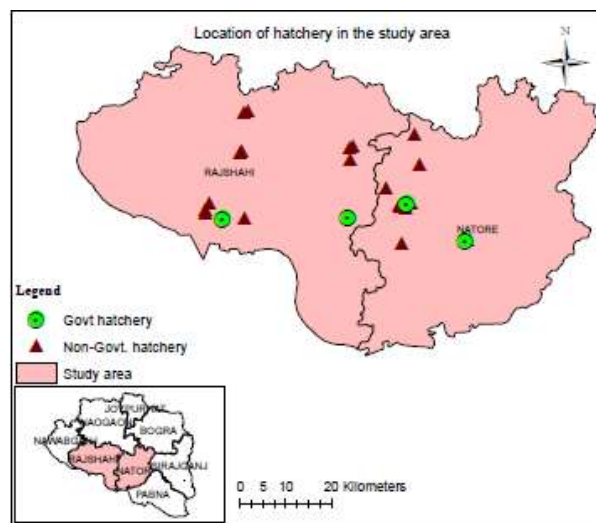 Location of hatchery in the study area
N
RAJSHAHI
NATORE
Legend
Govt hatchery
Non-Govt. hatchery
Study area
NAOGAON
BOGRA
RAJSHAHI
NATORE
PABNA
0 5 10 20 Kilometers